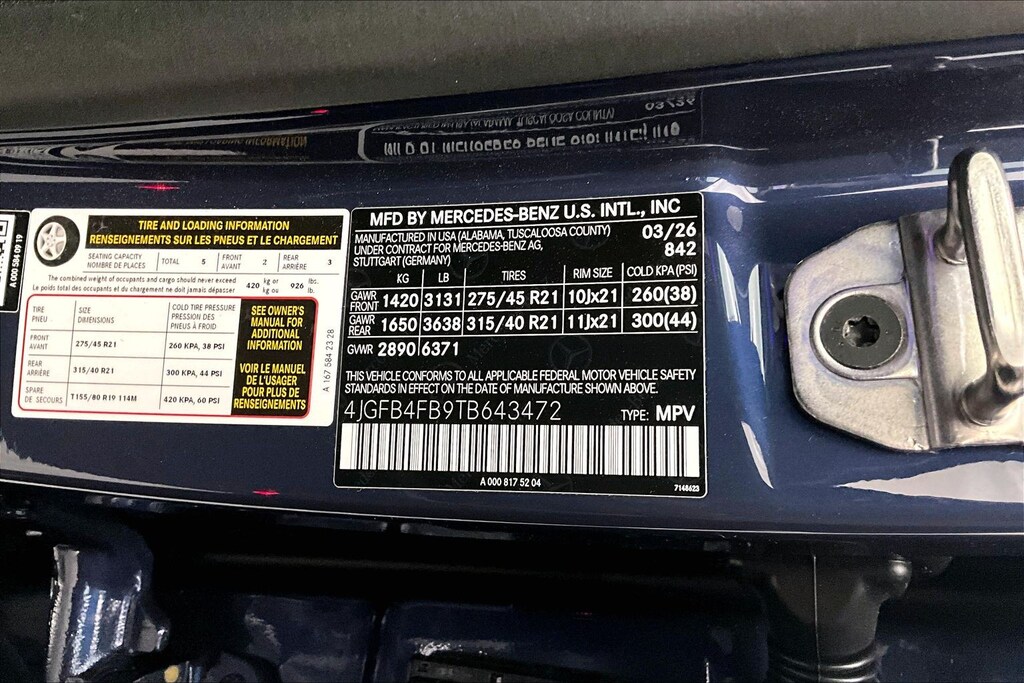 A 000 584 09 19
TIRE AND LOADING INFORMATION
RENSEIGNEMENTS SUR LES PNEUS ET LE CHARGEMENT
SEATING CAPACITY TOTAL 5 FRONT 2 REAR 3
NOMBRE DE PLACES AVANT ARRIÈRE
The combined weight of occupants and cargo should never exceed 420 kg or 926 lbs.
Le poids total des occupants et du chargement ne doit jamais dépasser kg ou lb.
TIRE SIZE COLD TIRE PRESSURE
PNEU DIMENSIONS PRESSION DES
PNEUS À FROID
FRONT 275/45 R21 260 KPA, 38 PSI
AVANT
REAR 315/40 R21 300 KPA, 44 PSI
ARRIÈRE
SPARE T155/80 R19 114M 420 KPA, 60 PSI
DE SECOURS
SEE OWNER'S
MANUAL FOR
ADDITIONAL
INFORMATION
VOIR LE MANUEL
DE L'USAGER
POUR PLUS DE
RENSEIGNEMENTS
A 167 584 23 28
MFD BY MERCEDES-BENZ U.S. INTL., INC
MANUFACTURED IN USA (ALABAMA, TUSCALOOSA COUNTY) 03/26
UNDER CONTRACT FOR MERCEDES-BENZ AG, 842
STUTTGART (GERMANY)
KG LB TIRES RIM SIZE COLD KPA (PSI)
GAWR FRONT 1420 3131 275/45 R21 10Jx21 260(38)
GAWR REAR 1650 3638 315/40 R21 11Jx21 300(44)
GVWR 2890 6371
THIS VEHICLE CONFORMS TO ALL APPLICABLE FEDERAL MOTOR VEHICLE SAFETY
STANDARDS IN EFFECT ON THE DATE OF MANUFACTURE SHOWN ABOVE.
4JGFB4FB9TB643472 TYPE: MPV
A 000 817 52 04
7148623